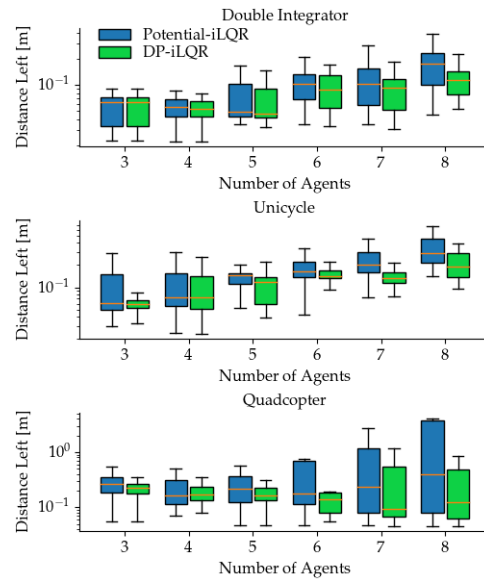 Double Integrator
Potential-iLQR
DP-iLQR
Distance Left [m]
10⁻¹
3 4 5 6 7 8
Number of Agents
Unicycle
Distance Left [m]
10⁻¹
3 4 5 6 7 8
Number of Agents
Quadcopter
Distance Left [m]
10⁰
10⁻¹
3 4 5 6 7 8
Number of Agents